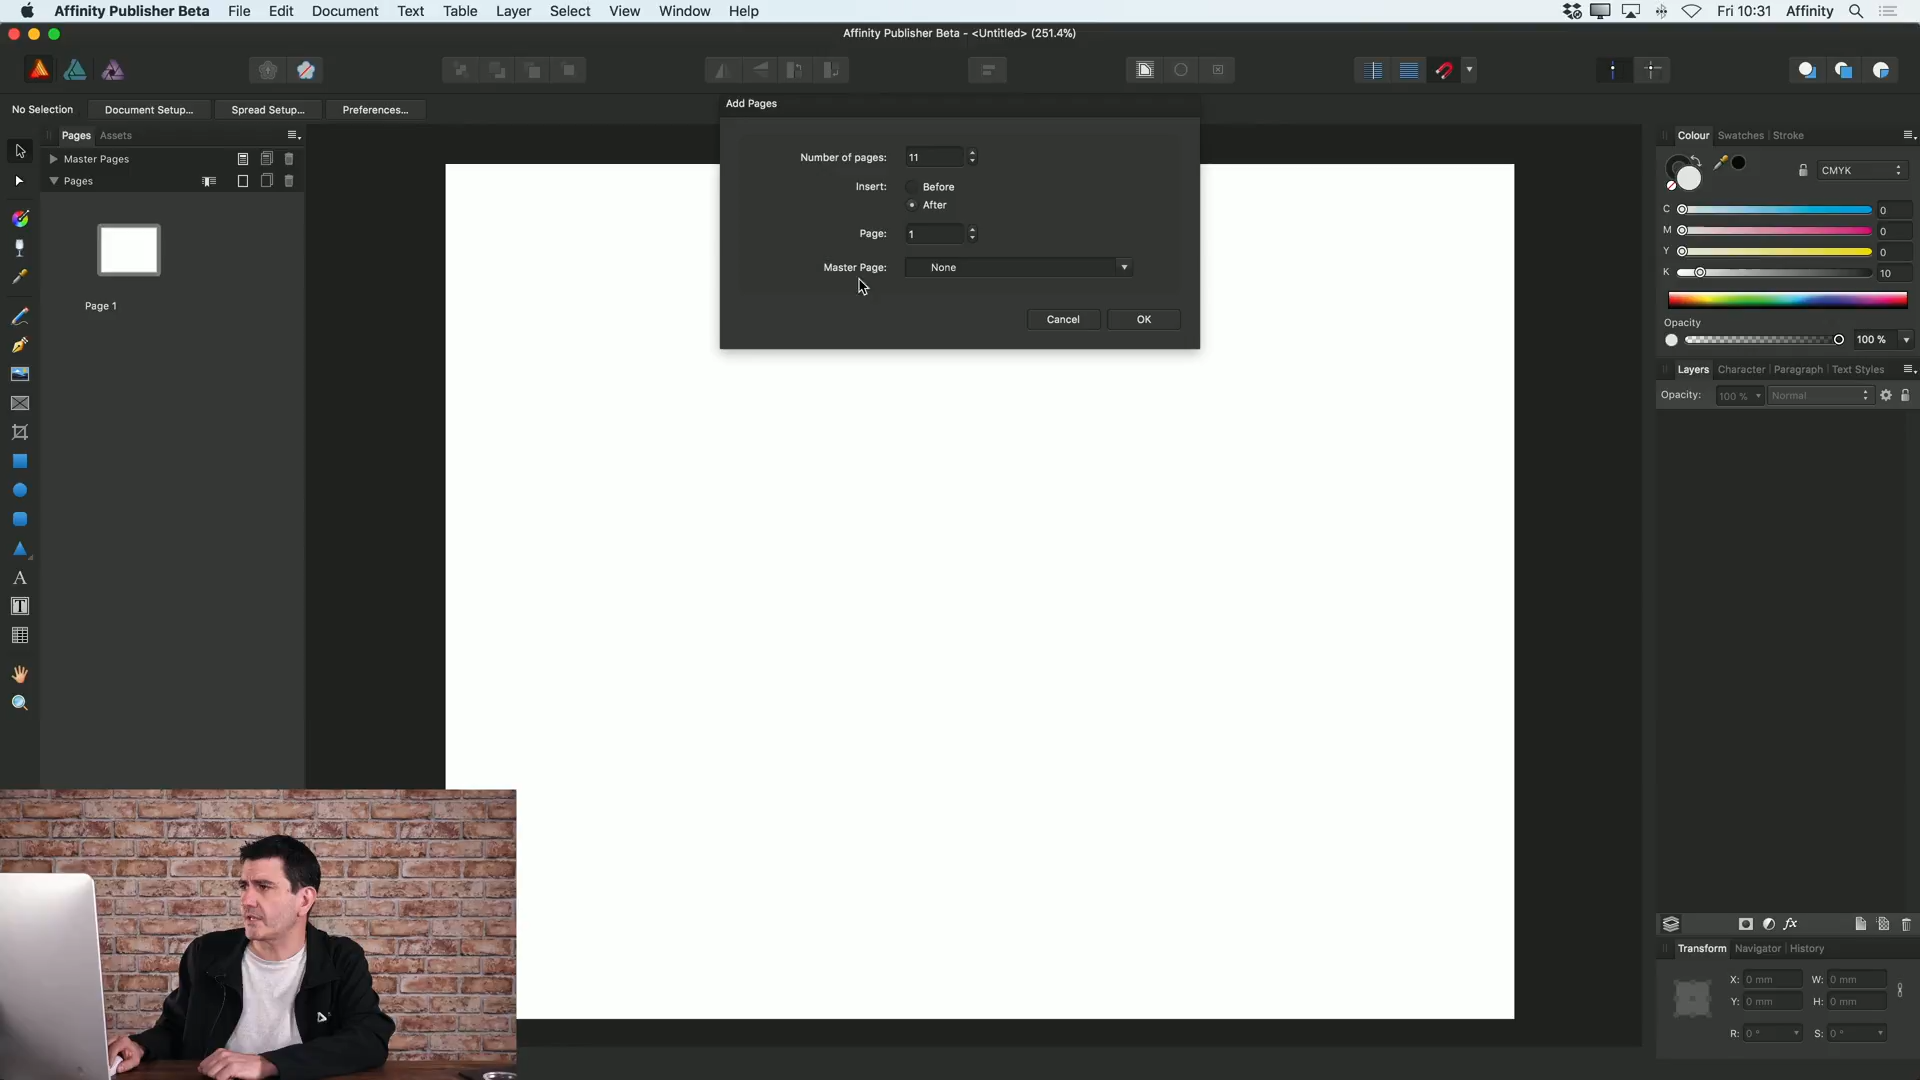 Affinity Publisher Beta File Edit Document Text Table Layer Select View Window Help Fri 10:31 Affinity
Affinity Publisher Beta - <Untitled> (251.4%)
No Selection Document Setup... Spread Setup... Preferences...
Add Pages
Pages Assets
Master Pages
Pages
Page 1
Number of pages: 11
Insert: Before
After
Page: 1
Master Page: None
Cancel OK
Colour Swatches Stroke
CMYK
C 0
M 0
Y 0
K 10
Opacity
100 %
Layers Character Paragraph Text Styles
Opacity: 100 % Normal
fx
Transform Navigator History
X: 0 mm W: 0 mm
Y: 0 mm H: 0 mm
R: 0 ° S: 0 °